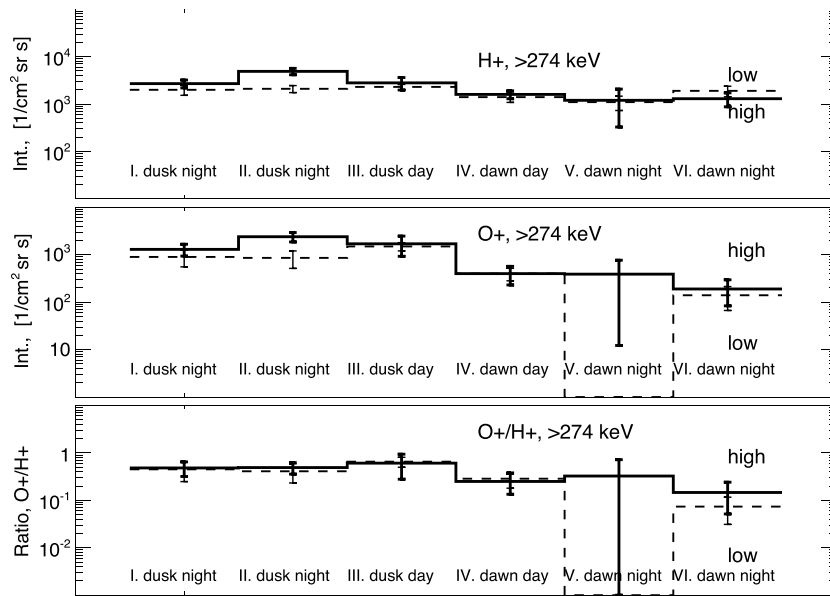 H+, >274 keV
low
high
Int., [1/cm² sr s]
10⁴
10³
10²
I. dusk night II. dusk night III. dusk day IV. dawn day V. dawn night VI. dawn night
O+, >274 keV
high
low
Int., [1/cm² sr s]
10³
10²
10
I. dusk night II. dusk night III. dusk day IV. dawn day V. dawn night VI. dawn night
O+/H+, >274 keV
high
low
Ratio, O+/H+
1
10⁻¹
10⁻²
I. dusk night II. dusk night III. dusk day IV. dawn day V. dawn night VI. dawn night